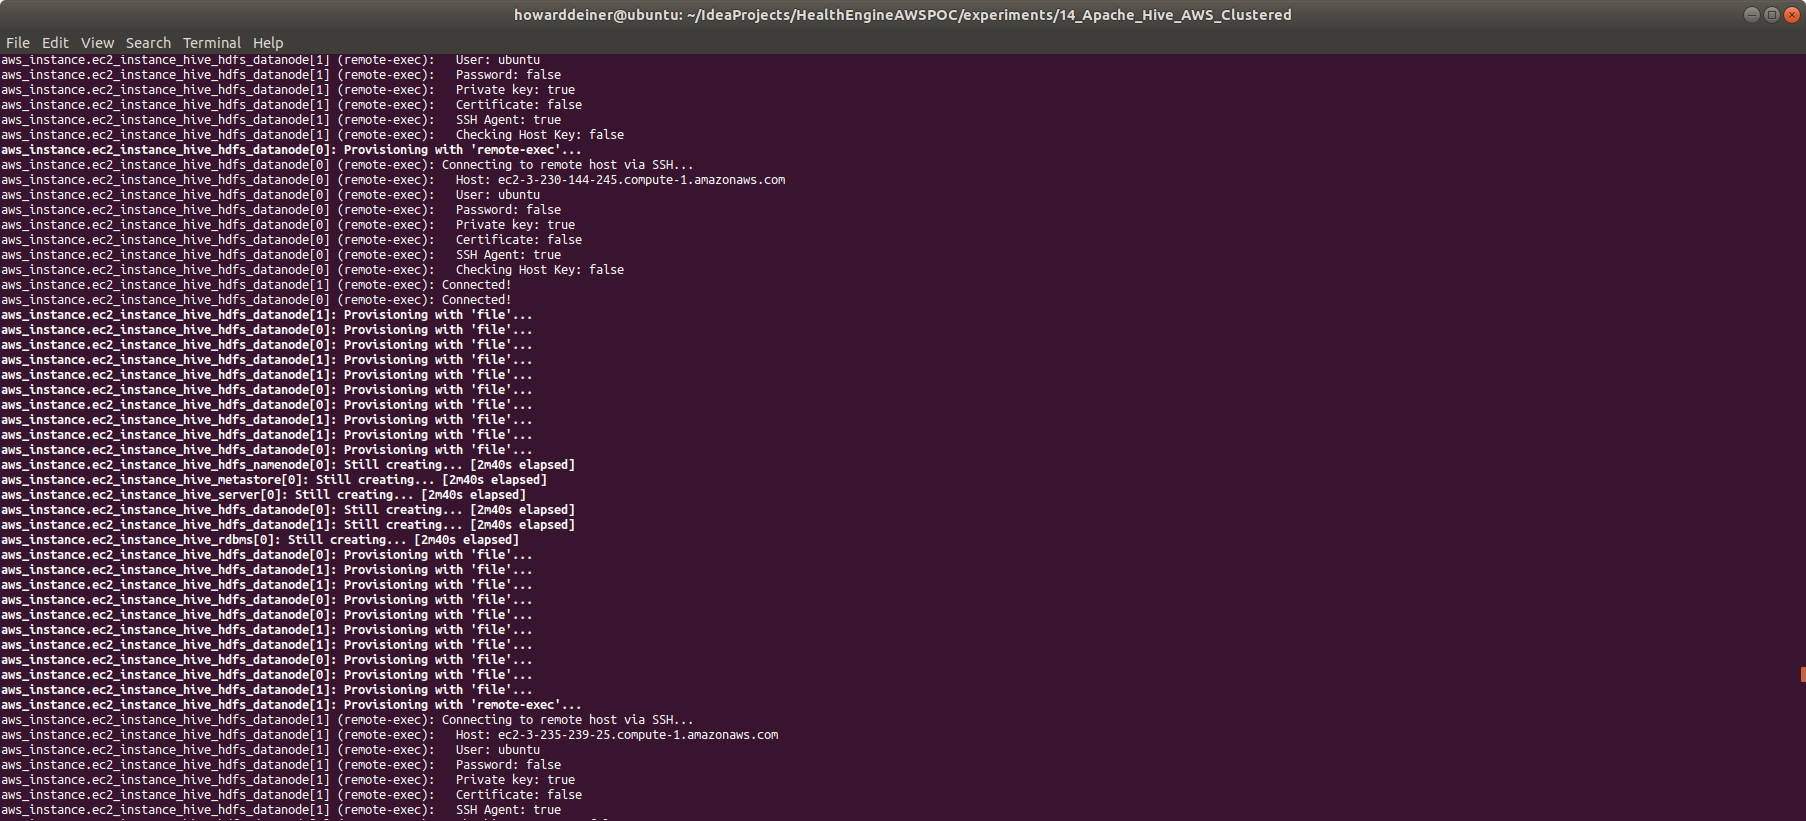 howarddeiner@ubuntu: ~/IdeaProjects/HealthEngineAWSPOC/experiments/14_Apache_Hive_AWS_Clustered
File Edit View Search Terminal Help
aws_instance.ec2_instance_hive_hdfs_datanode[1] (remote-exec):   User: ubuntu
aws_instance.ec2_instance_hive_hdfs_datanode[1] (remote-exec):   Password: false
aws_instance.ec2_instance_hive_hdfs_datanode[1] (remote-exec):   Private key: true
aws_instance.ec2_instance_hive_hdfs_datanode[1] (remote-exec):   Certificate: false
aws_instance.ec2_instance_hive_hdfs_datanode[1] (remote-exec):   SSH Agent: true
aws_instance.ec2_instance_hive_hdfs_datanode[1] (remote-exec):   Checking Host Key: false
aws_instance.ec2_instance_hive_hdfs_datanode[0]: Provisioning with 'remote-exec'...
aws_instance.ec2_instance_hive_hdfs_datanode[0] (remote-exec): Connecting to remote host via SSH...
aws_instance.ec2_instance_hive_hdfs_datanode[0] (remote-exec):   Host: ec2-3-230-144-245.compute-1.amazonaws.com
aws_instance.ec2_instance_hive_hdfs_datanode[0] (remote-exec):   User: ubuntu
aws_instance.ec2_instance_hive_hdfs_datanode[0] (remote-exec):   Password: false
aws_instance.ec2_instance_hive_hdfs_datanode[0] (remote-exec):   Private key: true
aws_instance.ec2_instance_hive_hdfs_datanode[0] (remote-exec):   Certificate: false
aws_instance.ec2_instance_hive_hdfs_datanode[0] (remote-exec):   SSH Agent: true
aws_instance.ec2_instance_hive_hdfs_datanode[0] (remote-exec):   Checking Host Key: false
aws_instance.ec2_instance_hive_hdfs_datanode[1] (remote-exec): Connected!
aws_instance.ec2_instance_hive_hdfs_datanode[0] (remote-exec): Connected!
aws_instance.ec2_instance_hive_hdfs_datanode[1]: Provisioning with 'file'...
aws_instance.ec2_instance_hive_hdfs_datanode[0]: Provisioning with 'file'...
aws_instance.ec2_instance_hive_hdfs_datanode[0]: Provisioning with 'file'...
aws_instance.ec2_instance_hive_hdfs_datanode[1]: Provisioning with 'file'...
aws_instance.ec2_instance_hive_hdfs_datanode[1]: Provisioning with 'file'...
aws_instance.ec2_instance_hive_hdfs_datanode[0]: Provisioning with 'file'...
aws_instance.ec2_instance_hive_hdfs_datanode[0]: Provisioning with 'file'...
aws_instance.ec2_instance_hive_hdfs_datanode[1]: Provisioning with 'file'...
aws_instance.ec2_instance_hive_hdfs_datanode[1]: Provisioning with 'file'...
aws_instance.ec2_instance_hive_hdfs_datanode[0]: Provisioning with 'file'...
aws_instance.ec2_instance_hive_hdfs_namenode[0]: Still creating... [2m40s elapsed]
aws_instance.ec2_instance_hive_metastore[0]: Still creating... [2m40s elapsed]
aws_instance.ec2_instance_hive_server[0]: Still creating... [2m40s elapsed]
aws_instance.ec2_instance_hive_hdfs_datanode[0]: Still creating... [2m40s elapsed]
aws_instance.ec2_instance_hive_hdfs_datanode[1]: Still creating... [2m40s elapsed]
aws_instance.ec2_instance_hive_rdbms[0]: Still creating... [2m40s elapsed]
aws_instance.ec2_instance_hive_hdfs_datanode[0]: Provisioning with 'file'...
aws_instance.ec2_instance_hive_hdfs_datanode[1]: Provisioning with 'file'...
aws_instance.ec2_instance_hive_hdfs_datanode[1]: Provisioning with 'file'...
aws_instance.ec2_instance_hive_hdfs_datanode[0]: Provisioning with 'file'...
aws_instance.ec2_instance_hive_hdfs_datanode[0]: Provisioning with 'file'...
aws_instance.ec2_instance_hive_hdfs_datanode[1]: Provisioning with 'file'...
aws_instance.ec2_instance_hive_hdfs_datanode[1]: Provisioning with 'file'...
aws_instance.ec2_instance_hive_hdfs_datanode[0]: Provisioning with 'file'...
aws_instance.ec2_instance_hive_hdfs_datanode[0]: Provisioning with 'file'...
aws_instance.ec2_instance_hive_hdfs_datanode[1]: Provisioning with 'file'...
aws_instance.ec2_instance_hive_hdfs_datanode[1]: Provisioning with 'remote-exec'...
aws_instance.ec2_instance_hive_hdfs_datanode[1] (remote-exec): Connecting to remote host via SSH...
aws_instance.ec2_instance_hive_hdfs_datanode[1] (remote-exec):   Host: ec2-3-235-239-25.compute-1.amazonaws.com
aws_instance.ec2_instance_hive_hdfs_datanode[1] (remote-exec):   User: ubuntu
aws_instance.ec2_instance_hive_hdfs_datanode[1] (remote-exec):   Password: false
aws_instance.ec2_instance_hive_hdfs_datanode[1] (remote-exec):   Private key: true
aws_instance.ec2_instance_hive_hdfs_datanode[1] (remote-exec):   Certificate: false
aws_instance.ec2_instance_hive_hdfs_datanode[1] (remote-exec):   SSH Agent: true